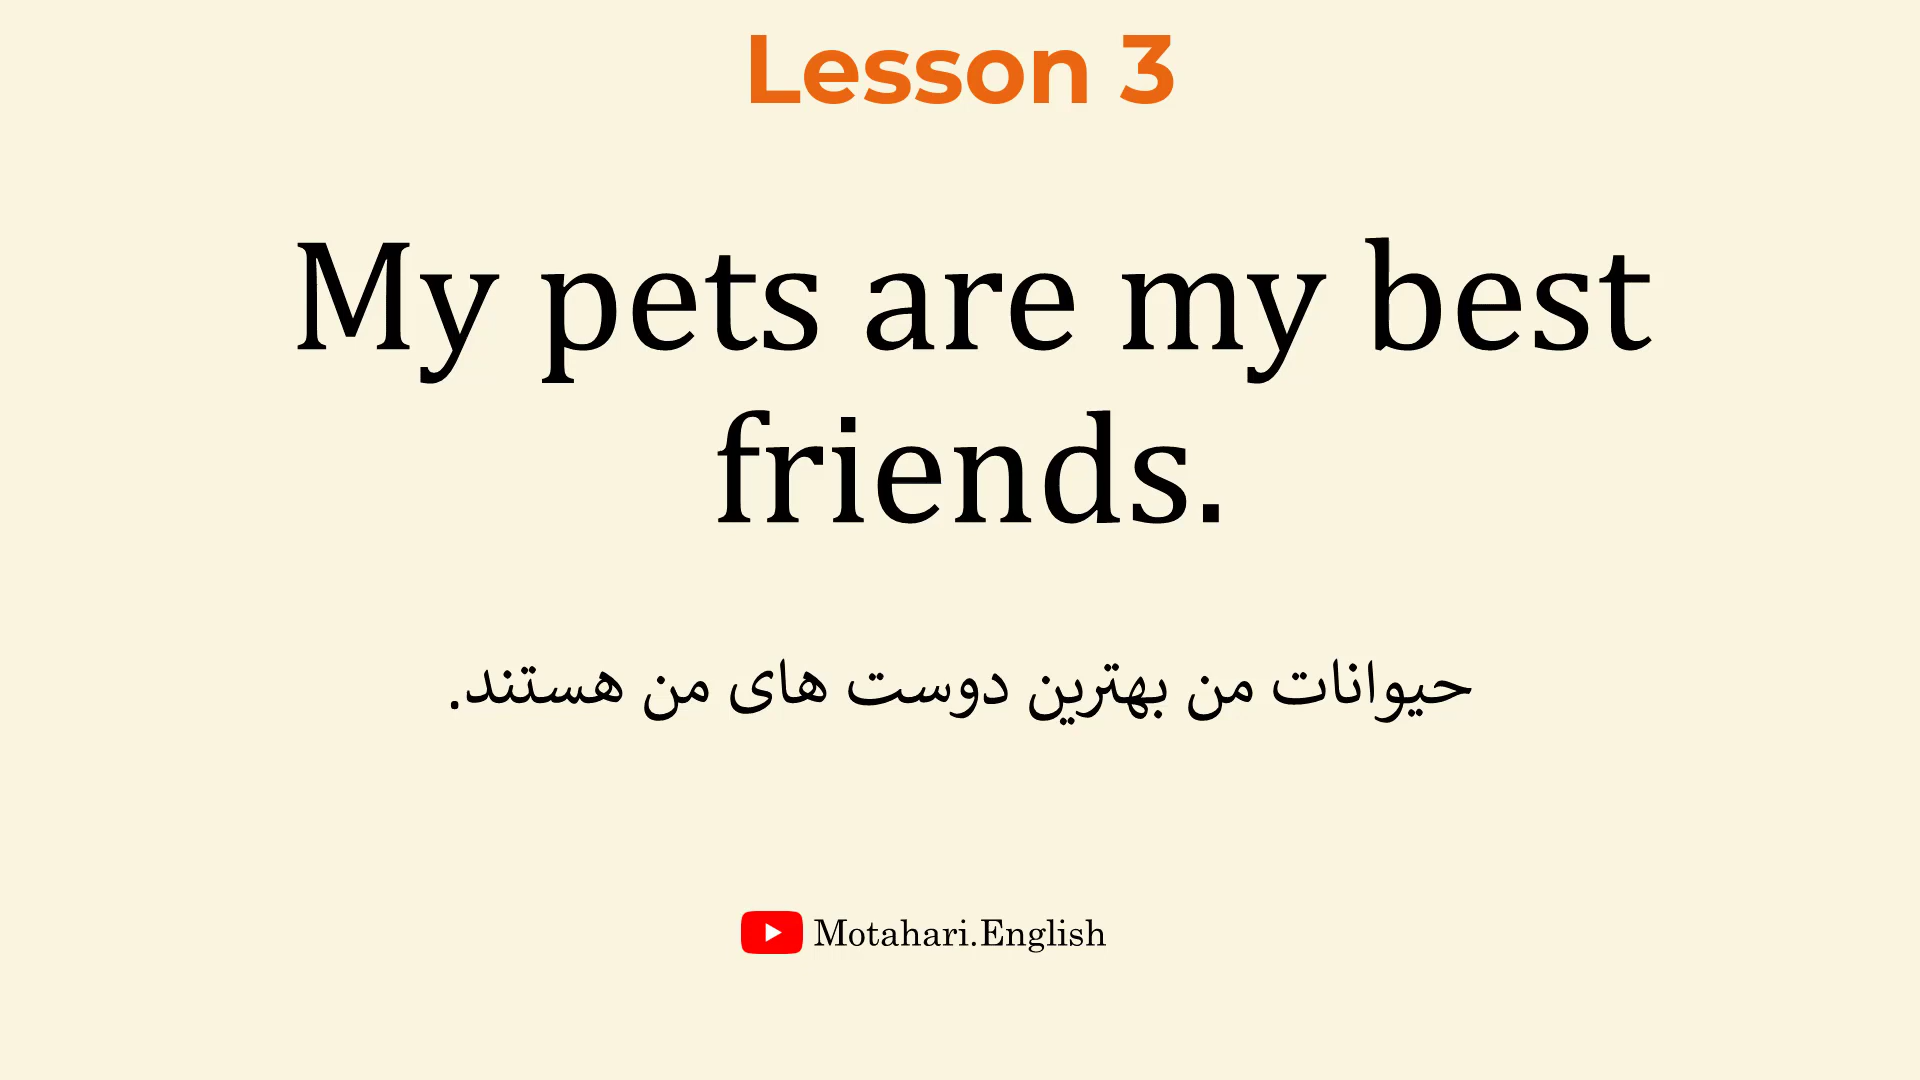 Lesson 3
My pets are my best
friends.
حیوانات من بهترین دوست های من هستند.
Motahari.English